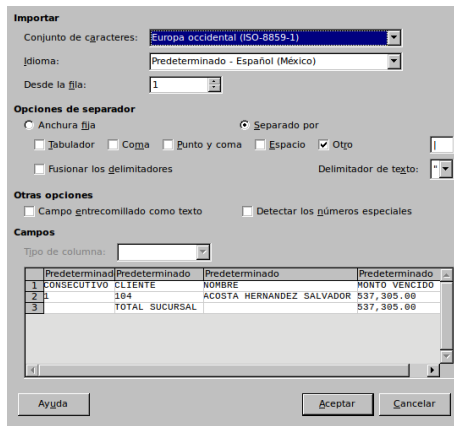 Importar
Conjunto de caracteres: Europa occidental (ISO-8859-1)
Idioma: Predeterminado - Español (México)
Desde la fila: 1
Opciones de separador
Anchura fija Separado por
Tabulador Coma Punto y coma Espacio Otro |
Fusionar los delimitadores Delimitador de texto: "
Otras opciones
Campo entrecomillado como texto Detectar los números especiales
Campos
Tipo de columna:
Predeterminad Predeterminado Predeterminado Predeterminado
1 CONSECUTIVO CLIENTE NOMBRE MONTO VENCIDO
2 1 104 ACOSTA HERNANDEZ SALVADOR 537,305.00
3 TOTAL SUCURSAL 537,305.00
Ayuda Aceptar Cancelar